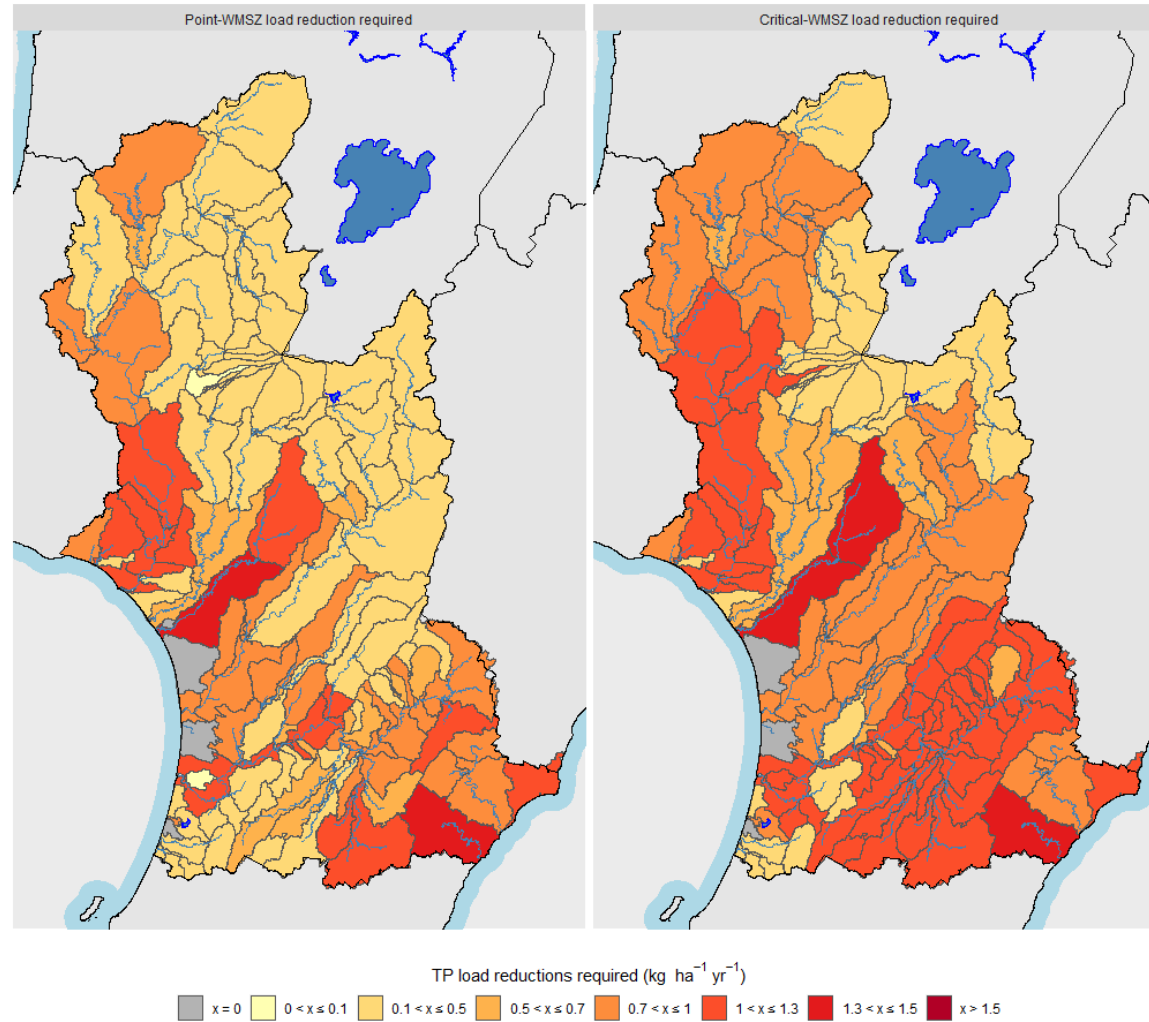 Point-WMSZ load reduction required
Critical-WMSZ load reduction required
TP load reductions required (kg ha⁻¹ yr⁻¹)
x = 0 0 < x ≤ 0.1 0.1 < x ≤ 0.5 0.5 < x ≤ 0.7 0.7 < x ≤ 1 1 < x ≤ 1.3 1.3 < x ≤ 1.5 x > 1.5